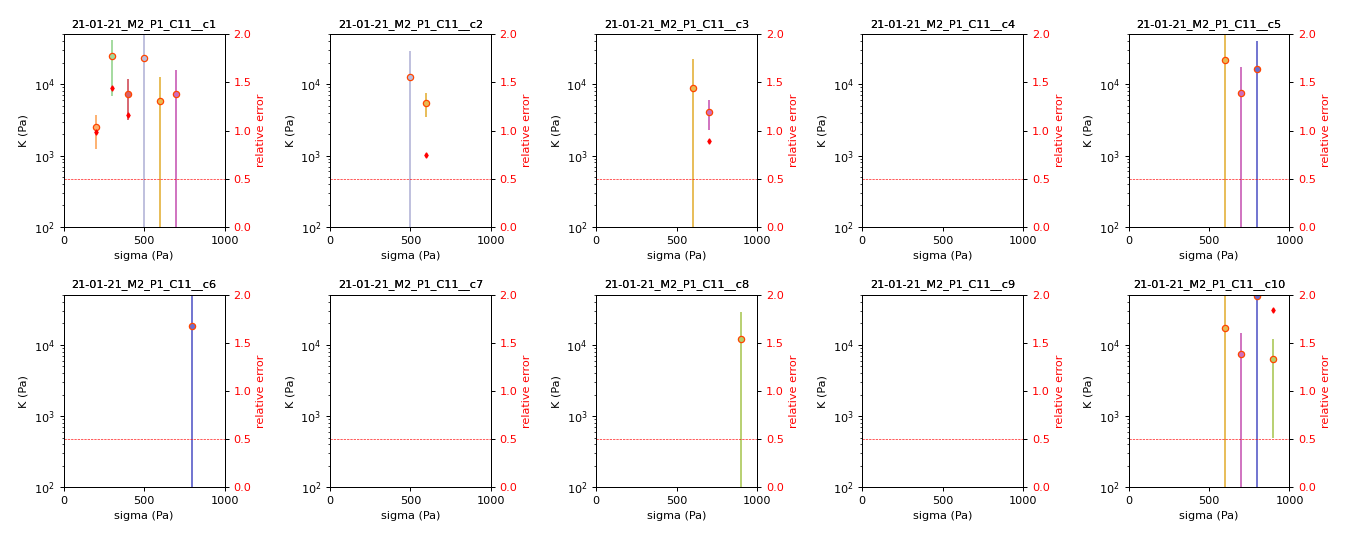 21-01-21_M2_P1_C11__c1
21-01-21_M2_P1_C11__c2
21-01-21_M2_P1_C11__c3
21-01-21_M2_P1_C11__c4
21-01-21_M2_P1_C11__c5
K (Pa)
10^4
10^3
10^2
0
500
1000
sigma (Pa)
2.0
1.5
1.0
0.5
0.0
relative error
K (Pa)
10^4
10^3
10^2
0
500
1000
sigma (Pa)
2.0
1.5
1.0
0.5
0.0
relative error
K (Pa)
10^4
10^3
10^2
0
500
1000
sigma (Pa)
2.0
1.5
1.0
0.5
0.0
relative error
K (Pa)
10^4
10^3
10^2
0
500
1000
sigma (Pa)
2.0
1.5
1.0
0.5
0.0
relative error
K (Pa)
10^4
10^3
10^2
0
500
1000
sigma (Pa)
2.0
1.5
1.0
0.5
0.0
relative error
21-01-21_M2_P1_C11__c6
21-01-21_M2_P1_C11__c7
21-01-21_M2_P1_C11__c8
21-01-21_M2_P1_C11__c9
21-01-21_M2_P1_C11__c10
K (Pa)
10^4
10^3
10^2
0
500
1000
sigma (Pa)
2.0
1.5
1.0
0.5
0.0
relative error
K (Pa)
10^4
10^3
10^2
0
500
1000
sigma (Pa)
2.0
1.5
1.0
0.5
0.0
relative error
K (Pa)
10^4
10^3
10^2
0
500
1000
sigma (Pa)
2.0
1.5
1.0
0.5
0.0
relative error
K (Pa)
10^4
10^3
10^2
0
500
1000
sigma (Pa)
2.0
1.5
1.0
0.5
0.0
relative error
K (Pa)
10^4
10^3
10^2
0
500
1000
sigma (Pa)
2.0
1.5
1.0
0.5
0.0
relative error